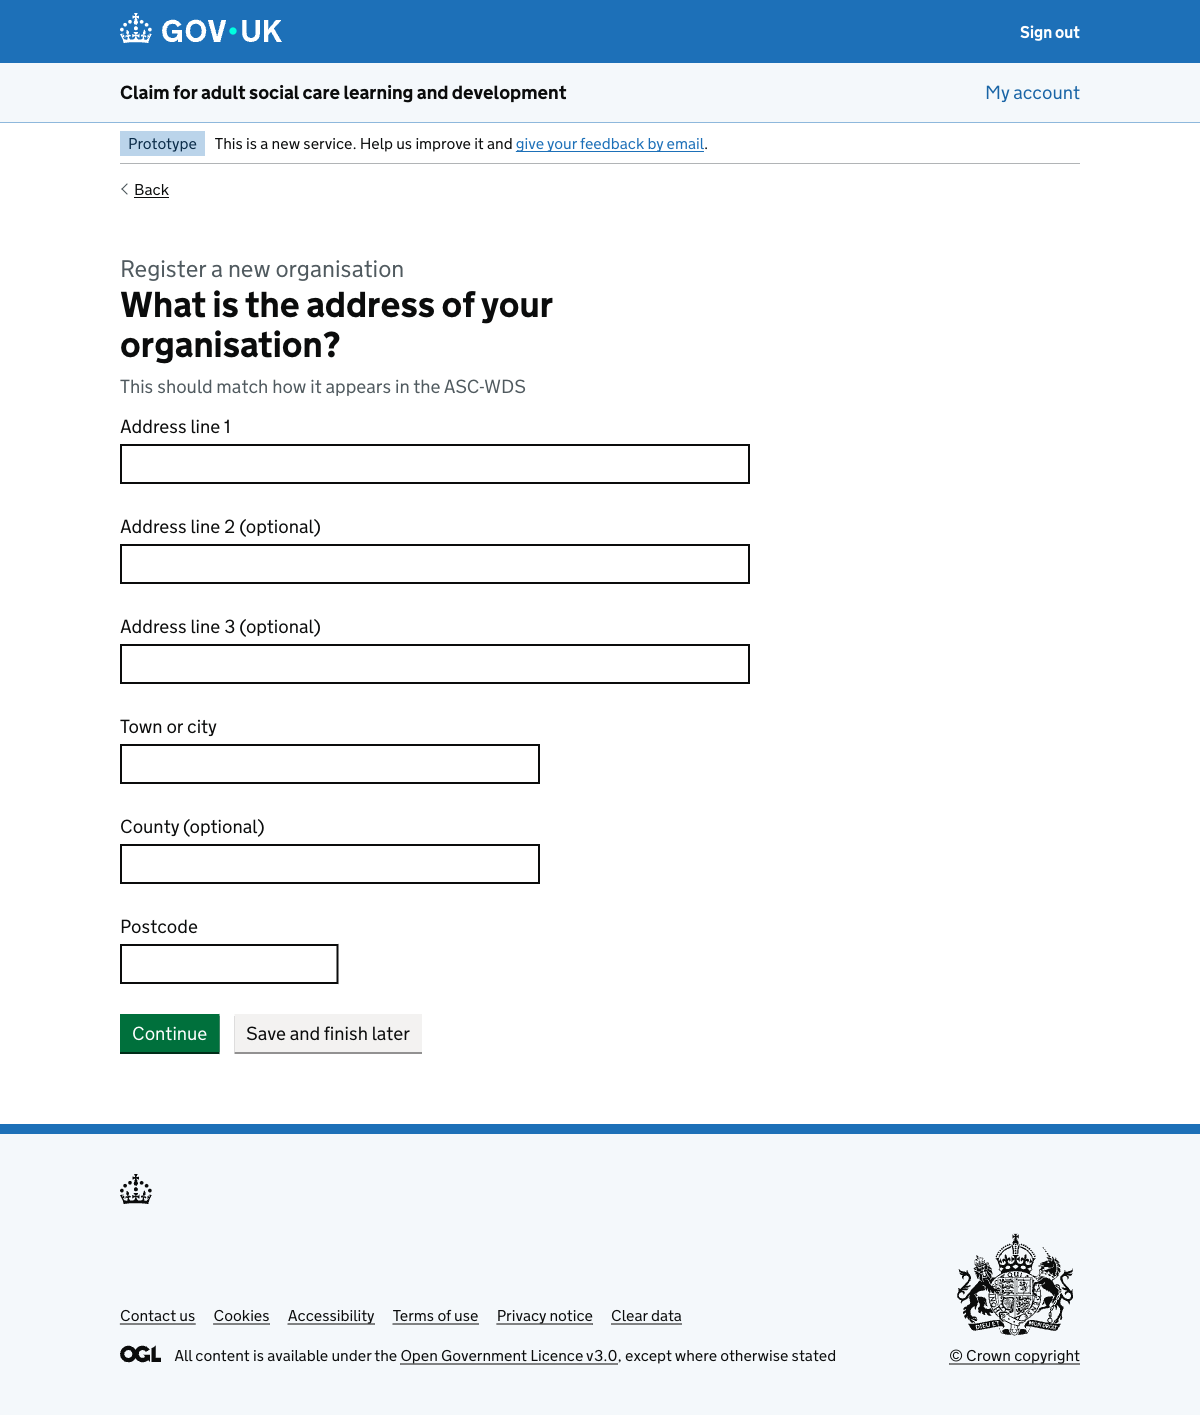 GOV·UK
Sign out
Claim for adult social care learning and development
My account
Prototype This is a new service. Help us improve it and give your feedback by email.
Back
Register a new organisation
What is the address of your
organisation?
This should match how it appears in the ASC-WDS
Address line 1
Address line 2 (optional)
Address line 3 (optional)
Town or city
County (optional)
Postcode
Continue
Save and finish later
Contact us Cookies Accessibility Terms of use Privacy notice Clear data
OGL All content is available under the Open Government Licence v3.0, except where otherwise stated
© Crown copyright